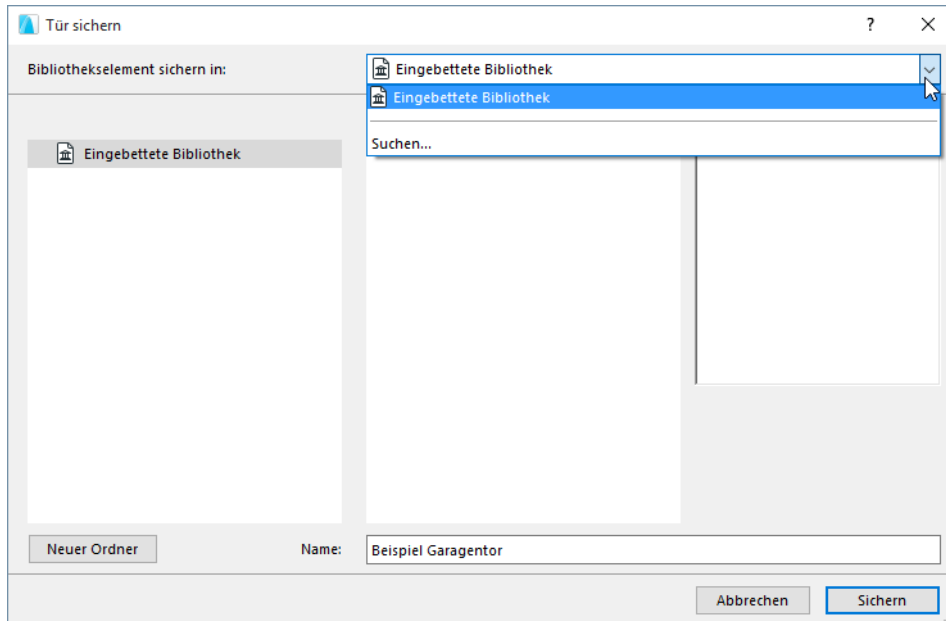 Tür sichern
?
Bibliothekselement sichern in:
Eingebettete Bibliothek
Eingebettete Bibliothek
Suchen...
Eingebettete Bibliothek
Neuer Ordner
Name:
Beispiel Garagentor
Abbrechen
Sichern